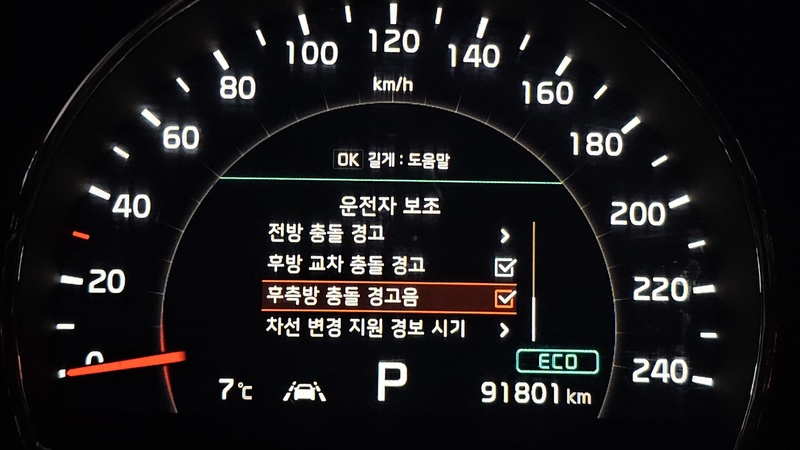 0
20
40
60
80
100
120
140
160
180
200
220
240
km/h
OK 길게 : 도움말
운전자 보조
전방 충돌 경고
후방 교차 충돌 경고
후측방 충돌 경고음
차선 변경 지원 경보 시기
ECO
7℃
P
91801 km